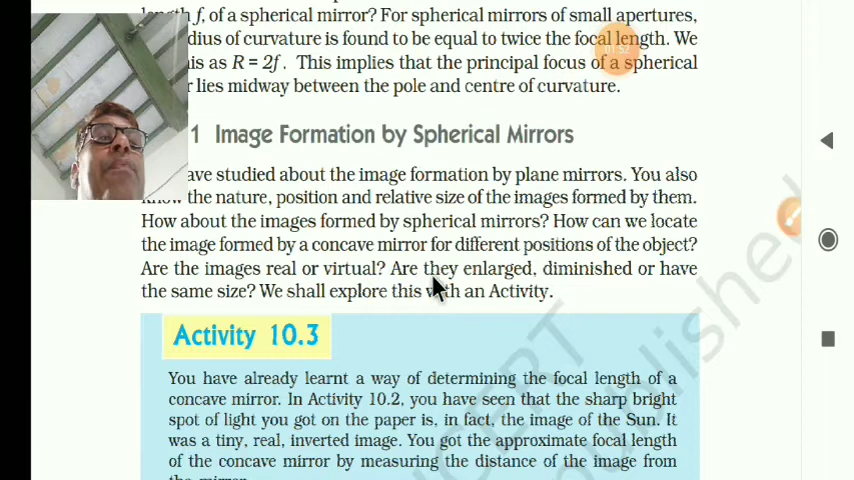 length f, of a spherical mirror? For spherical mirrors of small apertures,
dius of curvature is found to be equal to twice the focal length. We
his as R = 2f . This implies that the principal focus of a spherical
r lies midway between the pole and centre of curvature.
01:52
1 Image Formation by Spherical Mirrors
ave studied about the image formation by plane mirrors. You also
know the nature, position and relative size of the images formed by them.
How about the images formed by spherical mirrors? How can we locate
the image formed by a concave mirror for different positions of the object?
Are the images real or virtual? Are they enlarged, diminished or have
the same size? We shall explore this with an Activity.
Activity 10.3
You have already learnt a way of determining the focal length of a
concave mirror. In Activity 10.2, you have seen that the sharp bright
spot of light you got on the paper is, in fact, the image of the Sun. It
was a tiny, real, inverted image. You got the approximate focal length
of the concave mirror by measuring the distance of the image from
the mirror.
NCERT
published